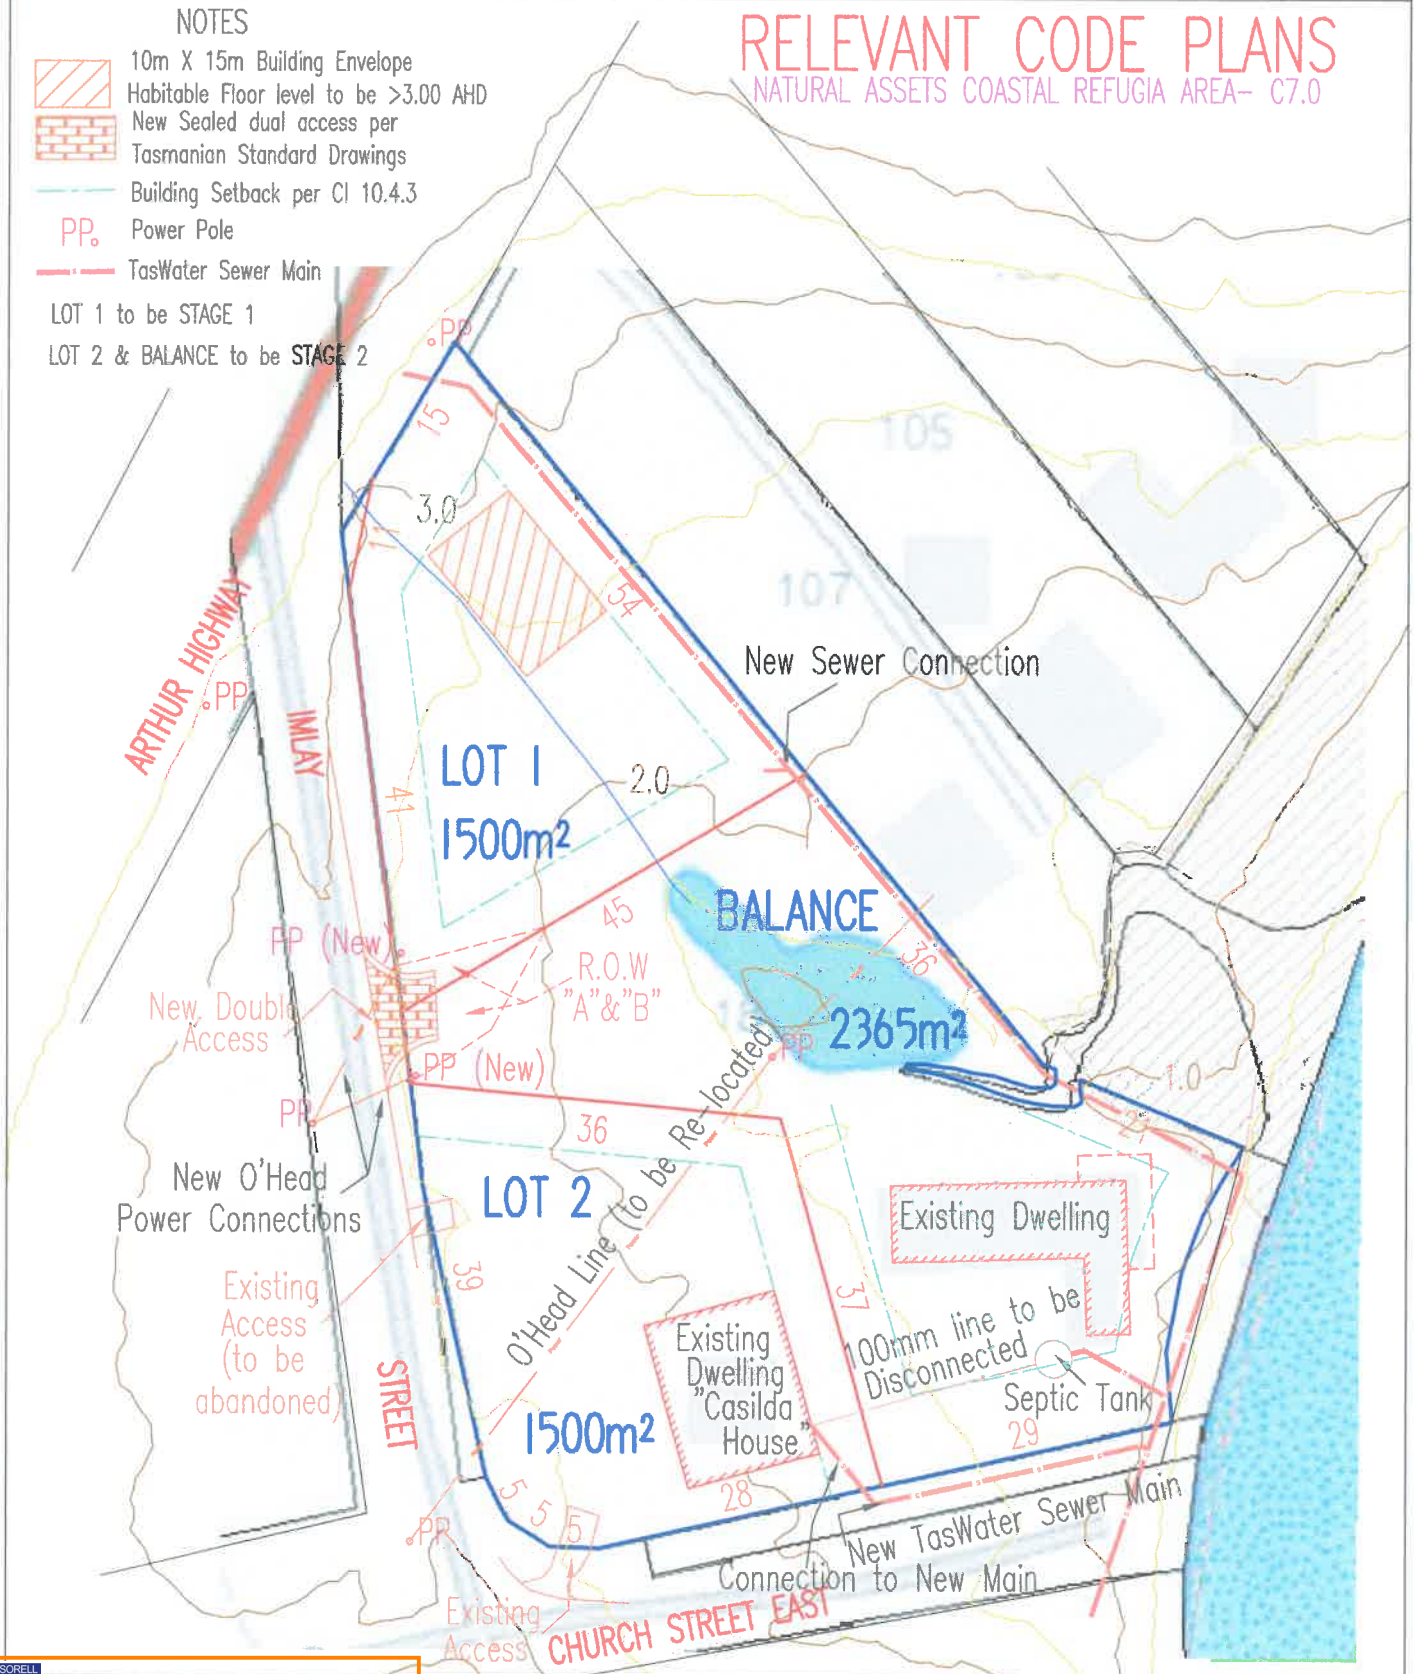 NOTES
10m X 15m Building Envelope
Habitable Floor level to be >3.00 AHD
New Sealed dual access per
Tasmanian Standard Drawings
Building Setback per Cl 10.4.3
PP. Power Pole
TasWater Sewer Main
LOT 1 to be STAGE 1
LOT 2 & BALANCE to be STAGE 2
RELEVANT CODE PLANS
NATURAL ASSETS COASTAL REFUGIA AREA- C7.0
PP
15
105
3.0
11
107
54
ARTHUR HIGHWAY
PP
IMLAY
New Sewer Connection
LOT 1
1500m²
41
2.0
BALANCE
45
36
PP (New)
R.O.W
"A"&"B"
New Double
Access
2365m²
PP
PP (New)
1.0
PP
36
21
New O'Head
Power Connections
LOT 2
O'Head Line (to be Re-located)
Existing Dwelling
39
37
Existing
Access
(to be
abandoned)
100mm line to be
Disconnected
Existing
Dwelling
"Casilda
House"
Septic Tank
STREET
1500m²
29
28
5
5
5
PP
New TasWater Sewer Main
Connection to New Main
Existing
Access
CHURCH STREET EAST
SORELL